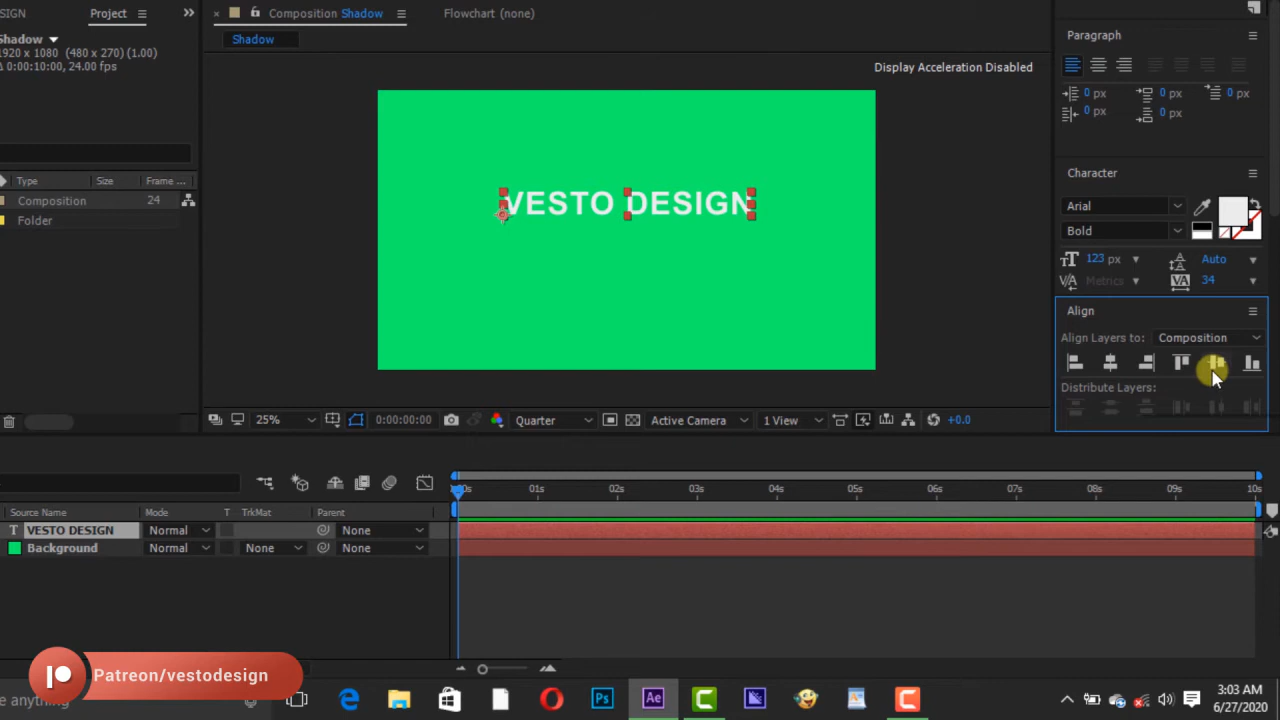 SIGN
Project
Composition Shadow
Flowchart (none)
Shadow
1920 x 1080 (480 x 270) (1.00)
Δ 0:00:10:00, 24.00 fps
Shadow
Display Acceleration Disabled
Type
Size
Frame ...
Composition
24
Folder
VESTO DESIGN
25%
0:00:00:00
Quarter
Active Camera
1 View
+0.0
Paragraph
0 px
0 px
0 px
0 px
0 px
Character
Arial
Bold
123 px
Auto
Metrics
34
Align
Align Layers to:
Composition
Distribute Layers:
01s
02s
03s
04s
05s
06s
07s
08s
09s
10s
Source Name
Mode
T
TrkMat
Parent
T
VESTO DESIGN
Normal
None
Background
Normal
None
None
Patreon/vestodesign
anything
Ps
Ae
3:03 AM
6/27/2020